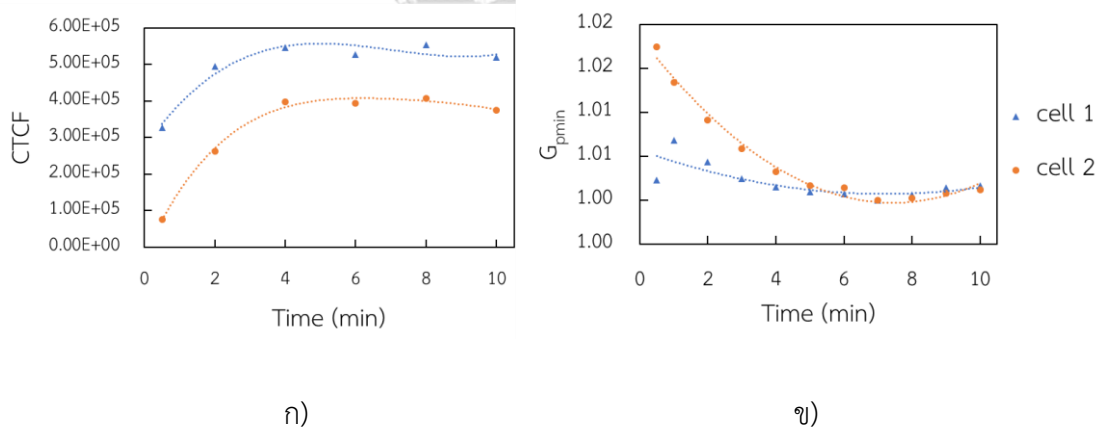 6.00E+05
5.00E+05
4.00E+05
3.00E+05
2.00E+05
1.00E+05
0.00E+00
CTCF
0 2 4 6 8 10
Time (min)
ก)
1.02
1.02
1.01
1.01
1.00
1.00
Gpmin
0 2 4 6 8 10
Time (min)
cell 1
cell 2
ข)